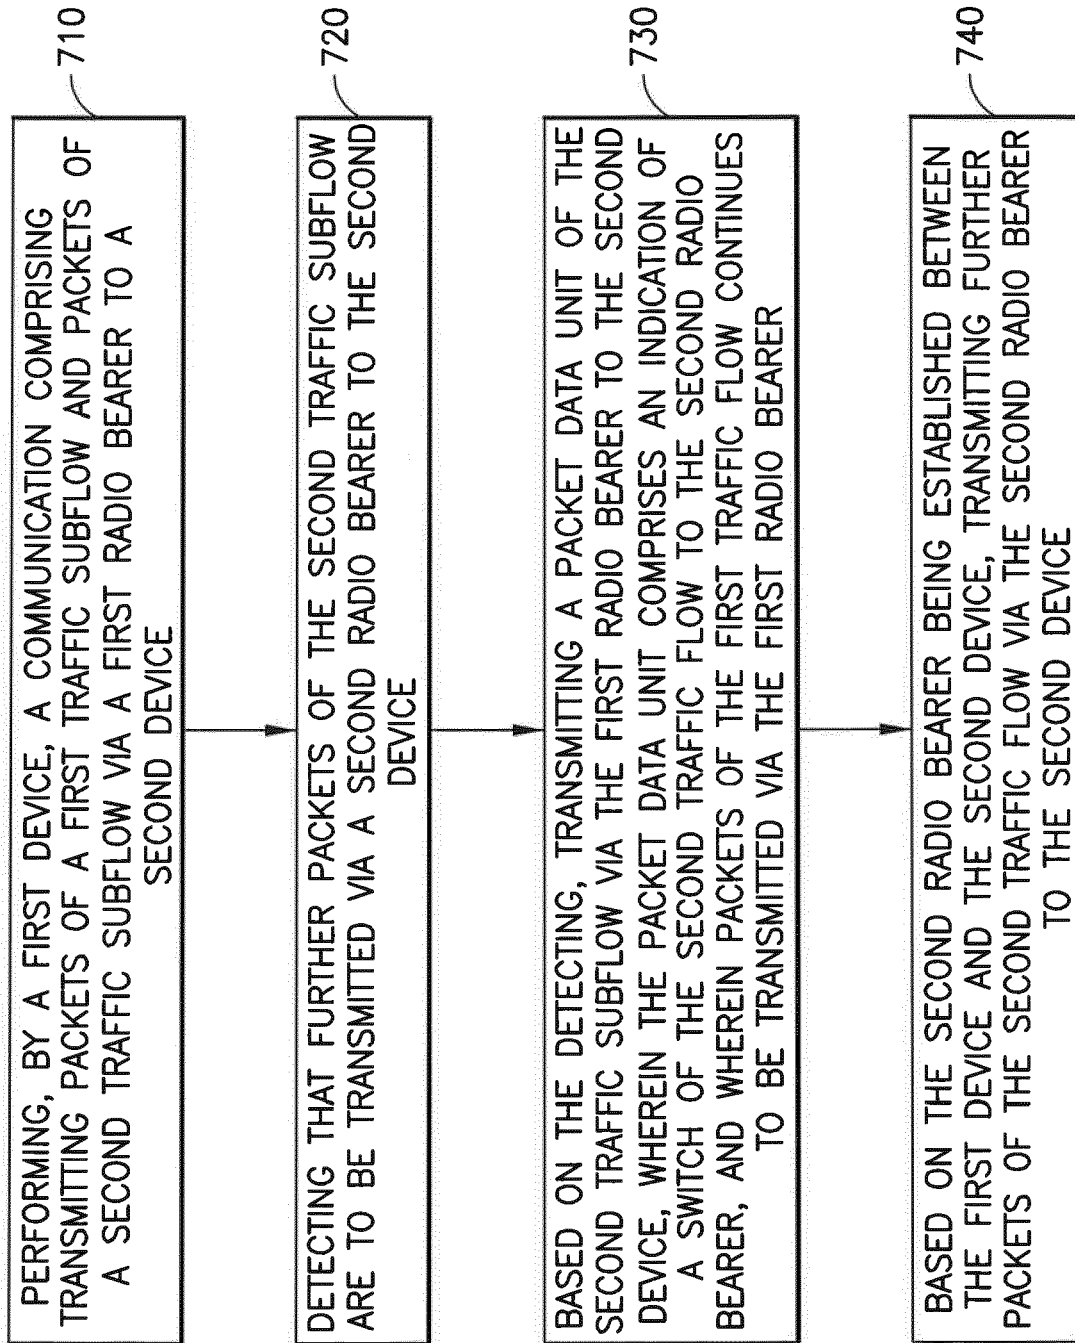 PERFORMING, BY A FIRST DEVICE, A COMMUNICATION COMPRISING
TRANSMITTING PACKETS OF A FIRST TRAFFIC SUBFLOW AND PACKETS OF
A SECOND TRAFFIC SUBFLOW VIA A FIRST RADIO BEARER TO A
SECOND DEVICE
710
DETECTING THAT FURTHER PACKETS OF THE SECOND TRAFFIC SUBFLOW
ARE TO BE TRANSMITTED VIA A SECOND RADIO BEARER TO THE SECOND
DEVICE
720
BASED ON THE DETECTING, TRANSMITTING A PACKET DATA UNIT OF THE
SECOND TRAFFIC SUBFLOW VIA THE FIRST RADIO BEARER TO THE SECOND
DEVICE, WHEREIN THE PACKET DATA UNIT COMPRISES AN INDICATION OF
A SWITCH OF THE SECOND TRAFFIC FLOW TO THE SECOND RADIO
BEARER, AND WHEREIN PACKETS OF THE FIRST TRAFFIC FLOW CONTINUES
TO BE TRANSMITTED VIA THE FIRST RADIO BEARER
730
BASED ON THE SECOND RADIO BEARER BEING ESTABLISHED BETWEEN
THE FIRST DEVICE AND THE SECOND DEVICE, TRANSMITTING FURTHER
PACKETS OF THE SECOND TRAFFIC FLOW VIA THE SECOND RADIO BEARER
TO THE SECOND DEVICE
740